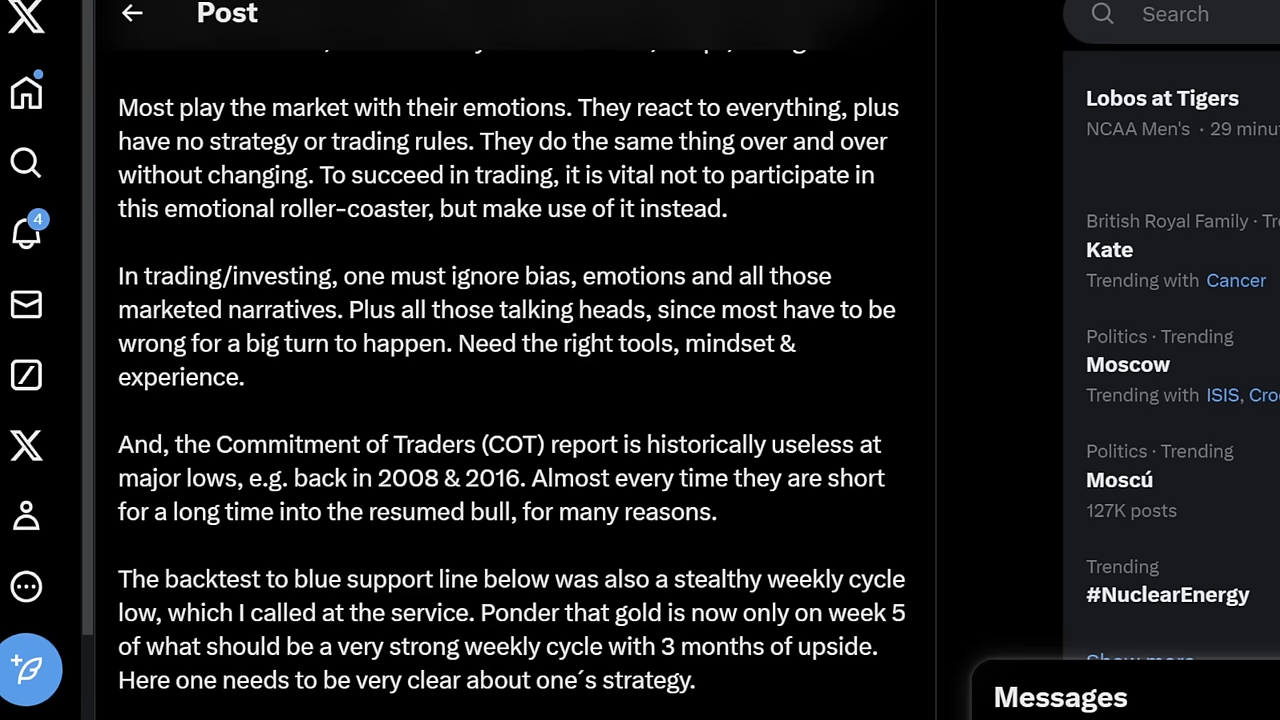 Post
Most play the market with their emotions. They react to everything, plus
have no strategy or trading rules. They do the same thing over and over
without changing. To succeed in trading, it is vital not to participate in
this emotional roller-coaster, but make use of it instead.
In trading/investing, one must ignore bias, emotions and all those
marketed narratives. Plus all those talking heads, since most have to be
wrong for a big turn to happen. Need the right tools, mindset &
experience.
And, the Commitment of Traders (COT) report is historically useless at
major lows, e.g. back in 2008 & 2016. Almost every time they are short
for a long time into the resumed bull, for many reasons.
The backtest to blue support line below was also a stealthy weekly cycle
low, which I called at the service. Ponder that gold is now only on week 5
of what should be a very strong weekly cycle with 3 months of upside.
Here one needs to be very clear about one´s strategy.
4
Search
Lobos at Tigers
NCAA Men's · 29
British Royal Family ·
Kate
Trending with Cancer
Politics · Trending
Moscow
Trending with ISIS,
Politics · Trending
Moscú
127K posts
Trending
#NuclearEnergy
Show more
Messages